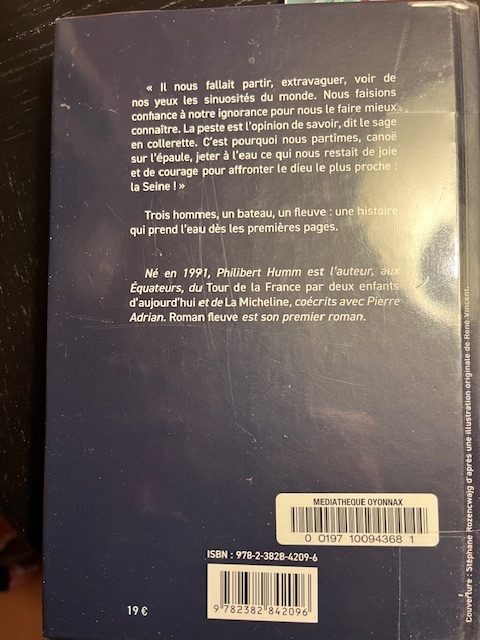 « Il nous fallait partir, extravaguer, voir de
nos yeux les sinuosités du monde. Nous faisions
confiance à notre ignorance pour nous le faire mieux
connaître. La peste est l'opinion de savoir, dit le sage
en collerette. C'est pourquoi nous partîmes, canoë
sur l'épaule, jeter à l'eau ce qui nous restait de joie
et de courage pour affronter le dieu le plus proche :
la Seine ! »
Trois hommes, un bateau, un fleuve : une histoire
qui prend l'eau dès les premières pages.
Né en 1991, Philibert Humm est l'auteur, aux
Équateurs, du Tour de la France par deux enfants
d'aujourd'hui et de La Micheline, coécrits avec Pierre
Adrian. Roman fleuve est son premier roman.
MEDIATHEQUE OYONNAX
0 0197 10094368 1
ISBN : 978-2-3828-4209-6
9 782382 842096
19 €
Couverture : Stéphane Rozencwajg d'après une illustration originale de René Vincent.